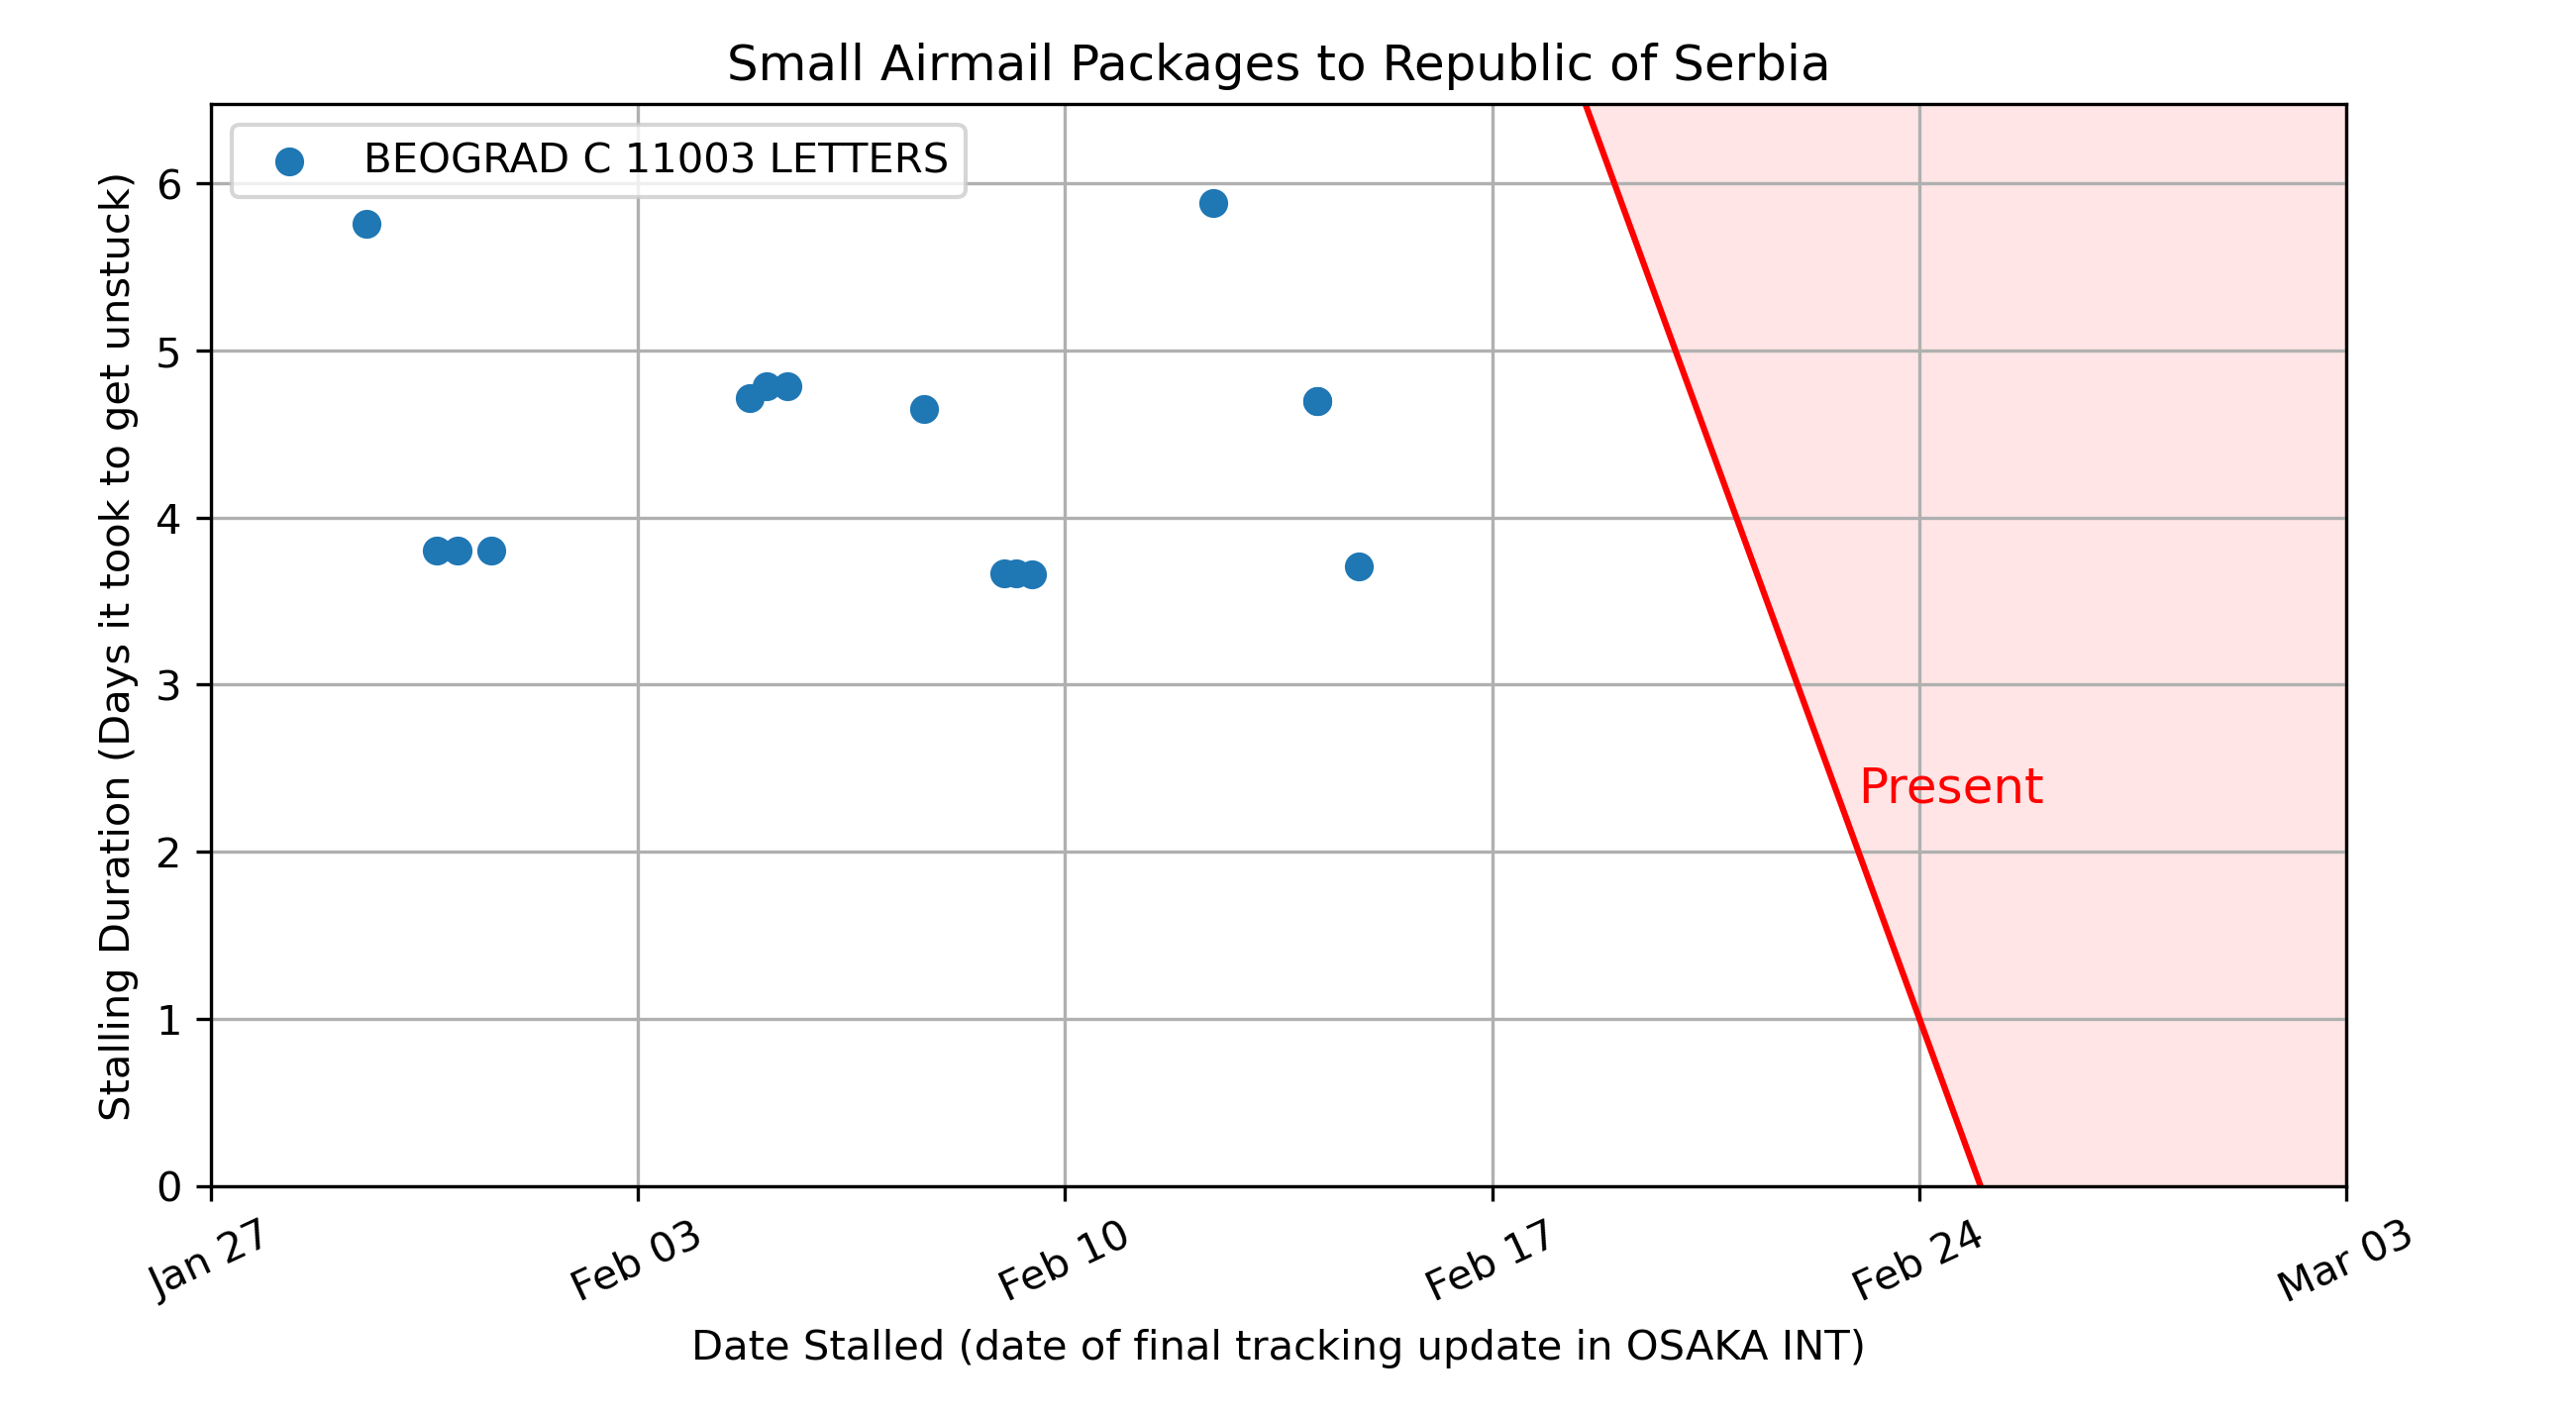 Small Airmail Packages to Republic of Serbia
BEOGRAD C 11003 LETTERS
Stalling Duration (Days it took to get unstuck)
6
5
4
3
2
1
0
Present
Jan 27
Feb 03
Feb 10
Feb 17
Feb 24
Mar 03
Date Stalled (date of final tracking update in OSAKA INT)